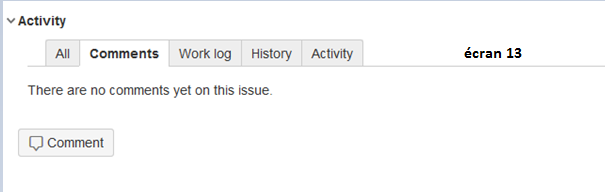 Activity
All Comments Work log History Activity écran 13
There are no comments yet on this issue.
Comment